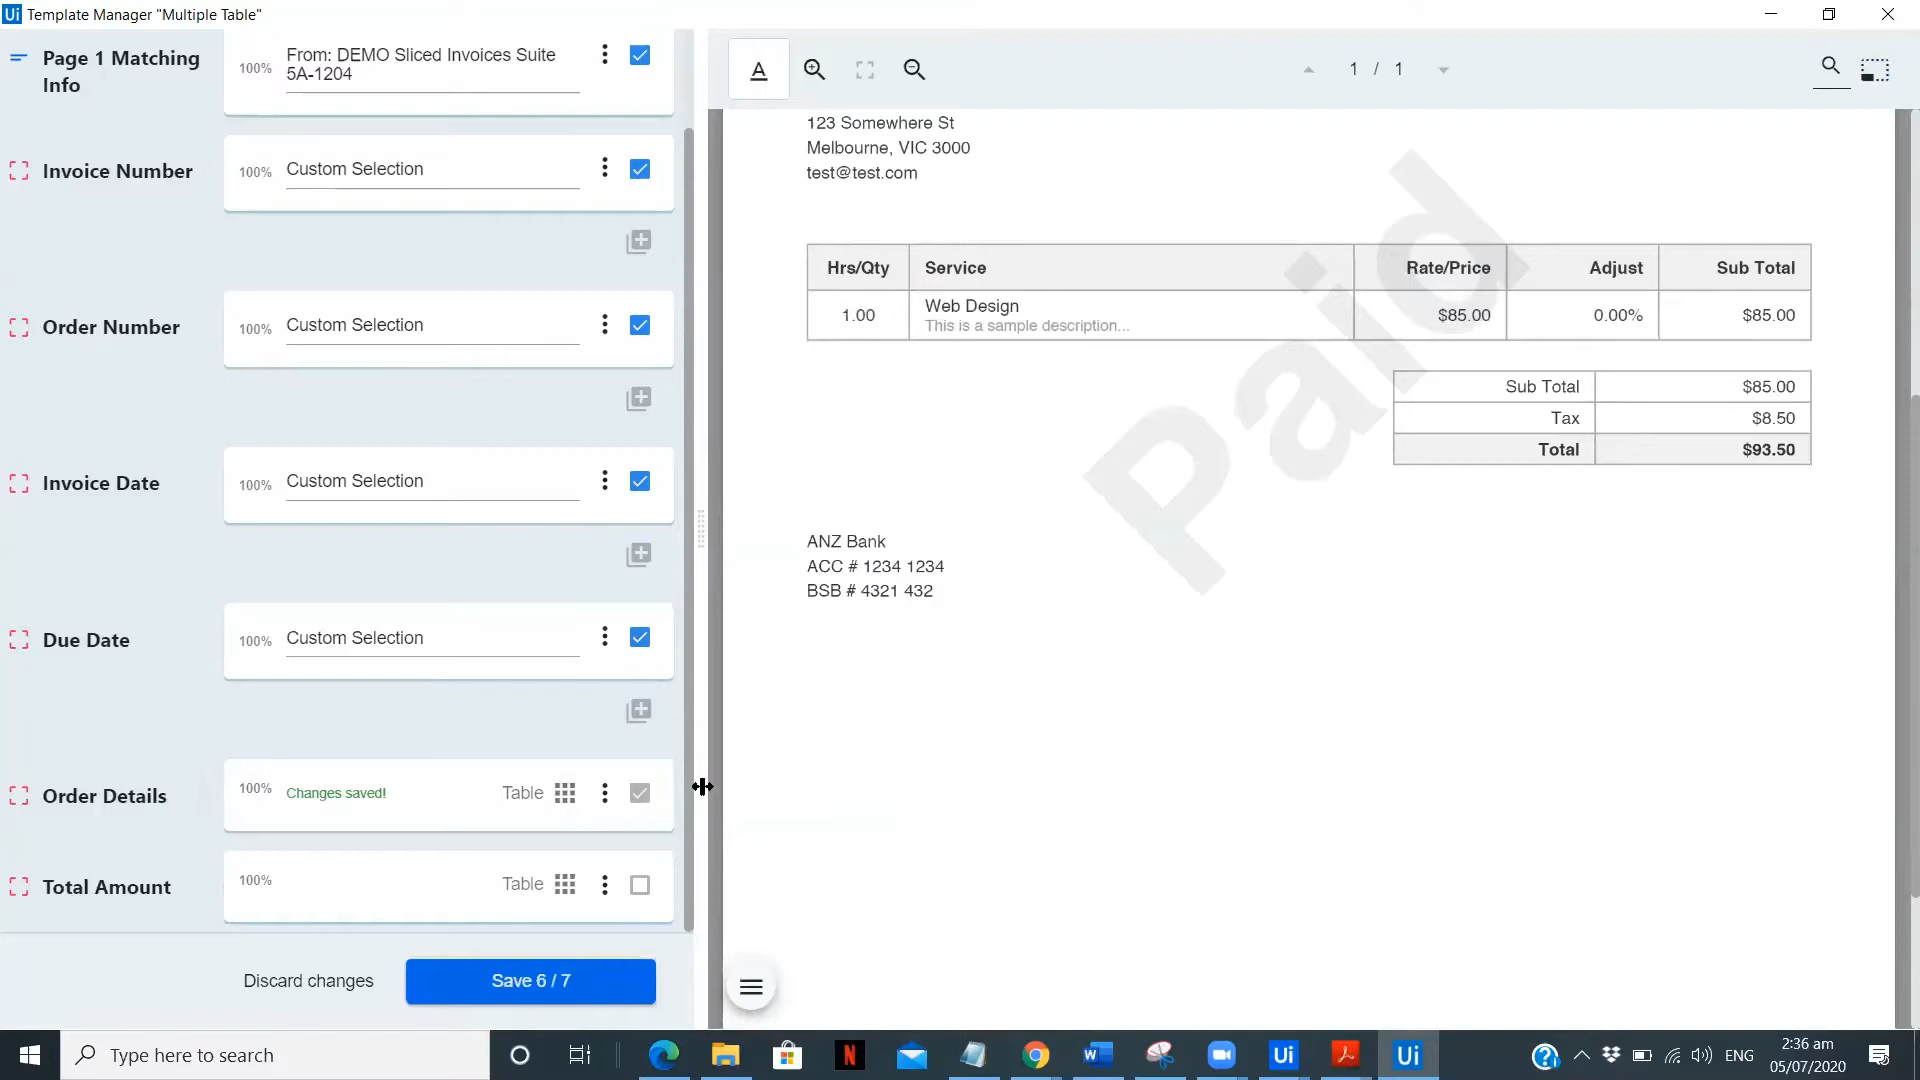 Ui Template Manager "Multiple Table"
Page 1 Matching
Info
100%
From: DEMO Sliced Invoices Suite
5A-1204
Invoice Number
100% Custom Selection
Order Number
100% Custom Selection
Invoice Date
100% Custom Selection
Due Date
100% Custom Selection
Order Details
100% Changes saved! Table
Total Amount
100% Table
Discard changes
Save 6 / 7
A
1 / 1
123 Somewhere St
Melbourne, VIC 3000
test@test.com
Paid
Hrs/Qty Service Rate/Price Adjust Sub Total
1.00 Web Design $85.00 0.00% $85.00
This is a sample description...
Sub Total $85.00
Tax $8.50
Total $93.50
ANZ Bank
ACC # 1234 1234
BSB # 4321 432
Type here to search
N
W
Ui
Ui
ENG
2:36 am
05/07/2020